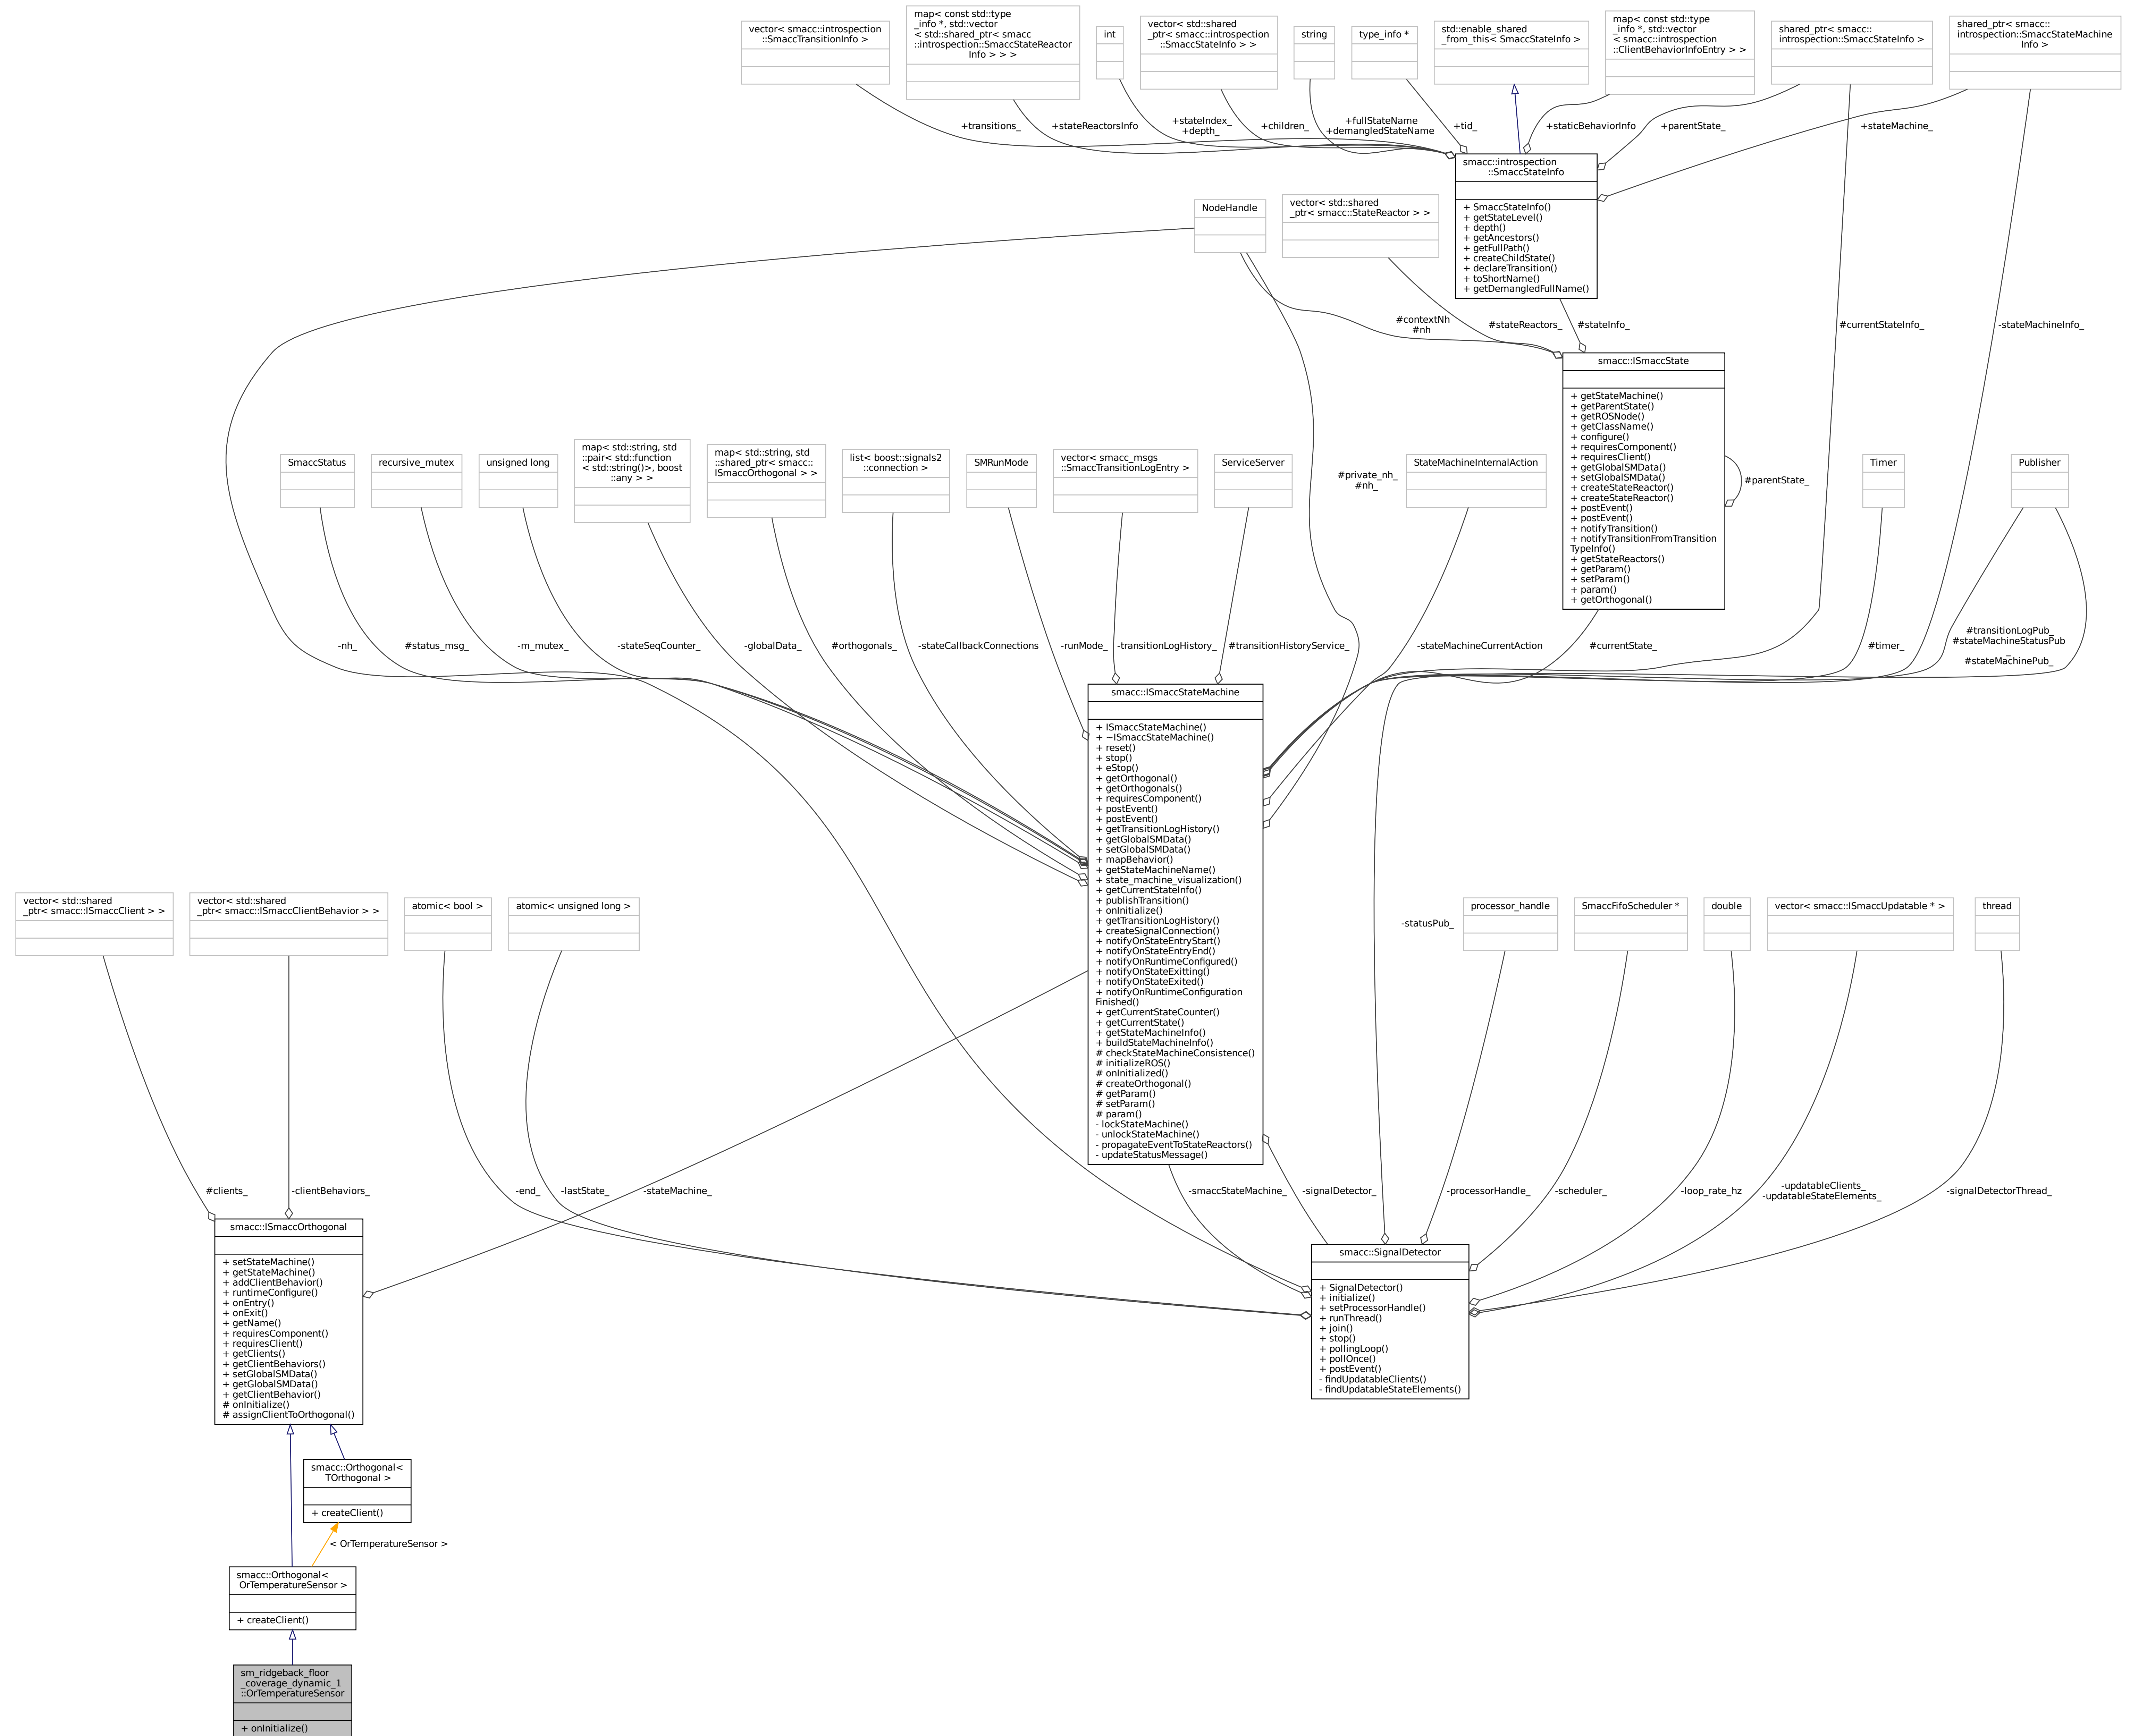 vector< smacc::introspection
::SmaccTransitionInfo >
map< const std::type
_info *, std::vector
< std::shared_ptr< smacc
::introspection::SmaccStateReactor
Info > > >
int
vector< std::shared
_ptr< smacc::introspection
::SmaccStateInfo > >
string
type_info *
std::enable_shared
_from_this< SmaccStateInfo >
map< const std::type
_info *, std::vector
< smacc::introspection
::ClientBehaviorInfoEntry > >
shared_ptr< smacc::
introspection::SmaccStateInfo >
shared_ptr< smacc::
introspection::SmaccStateMachine
Info >
+transitions_
+stateReactorsInfo
+stateIndex_
+depth_
+children_
+fullStateName
+demangledStateName
+tid_
+staticBehaviorInfo
+parentState_
+stateMachine_
smacc::introspection
::SmaccStateInfo
+ SmaccStateInfo()
+ getStateLevel()
+ depth()
+ getAncestors()
+ getFullPath()
+ createChildState()
+ declareTransition()
+ toShortName()
+ getDemangledFullName()
NodeHandle
vector< std::shared
_ptr< smacc::StateReactor > >
#contextNh
#nh
#stateReactors_
#stateInfo_
#currentStateInfo_
-stateMachineInfo_
smacc::ISmaccState
+ getStateMachine()
+ getParentState()
+ getROSNode()
+ getClassName()
+ configure()
+ requiresComponent()
+ requiresClient()
+ getGlobalSMData()
+ setGlobalSMData()
+ createStateReactor()
+ createStateReactor()
+ postEvent()
+ postEvent()
+ notifyTransition()
+ notifyTransitionFromTransition
TypeInfo()
+ getStateReactors()
+ getParam()
+ setParam()
+ param()
+ getOrthogonal()
#parentState_
SmaccStatus
recursive_mutex
unsigned long
map< std::string, std
::pair< std::function
< std::string()>, boost
::any > >
map< std::string, std
::shared_ptr< smacc::
ISmaccOrthogonal > >
list< boost::signals2
::connection >
SMRunMode
vector< smacc_msgs
::SmaccTransitionLogEntry >
ServiceServer
#private_nh_
#nh_
StateMachineInternalAction
Timer
Publisher
-nh_
#status_msg_
-m_mutex_
-stateSeqCounter_
-globalData_
#orthogonals_
-stateCallbackConnections
-runMode_
-transitionLogHistory_
#transitionHistoryService_
-stateMachineCurrentAction
#currentState_
#timer_
#transitionLogPub_
#stateMachineStatusPub
_
#stateMachinePub_
smacc::ISmaccStateMachine
+ ISmaccStateMachine()
+ ~ISmaccStateMachine()
+ reset()
+ stop()
+ eStop()
+ getOrthogonal()
+ getOrthogonals()
+ requiresComponent()
+ postEvent()
+ postEvent()
+ getTransitionLogHistory()
+ getGlobalSMData()
+ setGlobalSMData()
+ mapBehavior()
+ getStateMachineName()
+ state_machine_visualization()
+ getCurrentStateInfo()
+ publishTransition()
+ onInitialize()
+ getTransitionLogHistory()
+ createSignalConnection()
+ notifyOnStateEntryStart()
+ notifyOnStateEntryEnd()
+ notifyOnRuntimeConfigured()
+ notifyOnStateExitting()
+ notifyOnStateExited()
+ notifyOnRuntimeConfiguration
Finished()
+ getCurrentStateCounter()
+ getCurrentState()
+ getStateMachineInfo()
+ buildStateMachineInfo()
# checkStateMachineConsistence()
# initializeROS()
# onInitialized()
# createOrthogonal()
# getParam()
# setParam()
# param()
- lockStateMachine()
- unlockStateMachine()
- propagateEventToStateReactors()
- updateStatusMessage()
vector< std::shared
_ptr< smacc::ISmaccClient > >
vector< std::shared
_ptr< smacc::ISmaccClientBehavior > >
atomic< bool >
atomic< unsigned long >
-statusPub_
processor_handle
SmaccFifoScheduler *
double
vector< smacc::ISmaccUpdatable * >
thread
#clients_
-clientBehaviors_
-end_
-lastState_
-stateMachine_
-smaccStateMachine_
-signalDetector_
-processorHandle_
-scheduler_
-loop_rate_hz
-updatableClients_
-updatableStateElements_
-signalDetectorThread_
smacc::ISmaccOrthogonal
+ setStateMachine()
+ getStateMachine()
+ addClientBehavior()
+ runtimeConfigure()
+ onEntry()
+ onExit()
+ getName()
+ requiresComponent()
+ requiresClient()
+ getClients()
+ getClientBehaviors()
+ setGlobalSMData()
+ getGlobalSMData()
+ getClientBehavior()
# onInitialize()
# assignClientToOrthogonal()
smacc::SignalDetector
+ SignalDetector()
+ initialize()
+ setProcessorHandle()
+ runThread()
+ join()
+ stop()
+ pollingLoop()
+ pollOnce()
+ postEvent()
- findUpdatableClients()
- findUpdatableStateElements()
smacc::Orthogonal<
TOrthogonal >
+ createClient()
< OrTemperatureSensor >
smacc::Orthogonal<
OrTemperatureSensor >
+ createClient()
sm_ridgeback_floor
_coverage_dynamic_1
::OrTemperatureSensor
+ onInitialize()